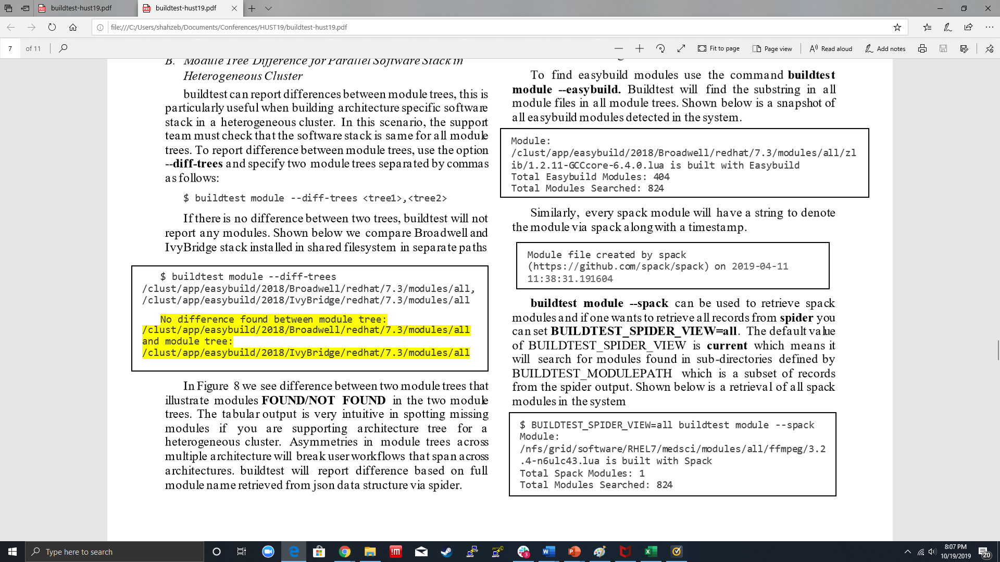 buildtest-hust19.pdf
buildtest-hust19.pdf
file:///C:/Users/shahzeb/Documents/Conferences/HUST19/buildtest-hust19.pdf
7 of 11
Fit to page
Page view
Read aloud
Add notes
B. Module Tree Difference for Parallel Software Stack in
Heterogeneous Cluster
buildtest can report differences between module trees, this is
particularly useful when building architecture specific software
stack in a heterogeneous cluster. In this scenario, the support
team must check that the software stack is same for all module
trees. To report difference between module trees, use the option
--diff-trees and specify two module trees separated by commas
as follows:
$ buildtest module --diff-trees <tree1>,<tree2>
If there is no difference between two trees, buildtest will not
report any modules. Shown below we compare Broadwell and
IvyBridge stack installed in shared filesystem in separate paths
$ buildtest module --diff-trees
/clust/app/easybuild/2018/Broadwell/redhat/7.3/modules/all,
/clust/app/easybuild/2018/IvyBridge/redhat/7.3/modules/all
No difference found between module tree:
/clust/app/easybuild/2018/Broadwell/redhat/7.3/modules/all
and module tree:
/clust/app/easybuild/2018/IvyBridge/redhat/7.3/modules/all
In Figure 8 we see difference between two module trees that
illustrate modules FOUND/NOT FOUND in the two module
trees. The tabular output is very intuitive in spotting missing
modules if you are supporting architecture tree for a
heterogeneous cluster. Asymmetries in module trees across
multiple architecture will break user workflows that span across
architectures. buildtest will report difference based on full
module name retrieved from json data structure via spider.
To find easybuild modules use the command buildtest
module --easybuild. Buildtest will find the substring in all
module files in all module trees. Shown below is a snapshot of
all easybuild modules detected in the system.
Module:
/clust/app/easybuild/2018/Broadwell/redhat/7.3/modules/all/zl
ib/1.2.11-GCCcore-6.4.0.lua is built with Easybuild
Total Easybuild Modules: 404
Total Modules Searched: 824
Similarly, every spack module will have a string to denote
the module via spack along with a timestamp.
Module file created by spack
(https://github.com/spack/spack) on 2019-04-11
11:38:31.191604
buildtest module --spack can be used to retrieve spack
modules and if one wants to retrieve all records from spider you
can set BUILDTEST_SPIDER_VIEW=all. The default value
of BUILDTEST_SPIDER_VIEW is current which means it
will search for modules found in sub-directories defined by
BUILDTEST_MODULEPATH which is a subset of records
from the spider output. Shown below is a retrieval of all spack
modules in the system
$ BUILDTEST_SPIDER_VIEW=all buildtest module --spack
Module:
/nfs/grid/software/RHEL7/medsci/modules/all/ffmpeg/3.2
.4-n6ulc43.lua is built with Spack
Total Spack Modules: 1
Total Modules Searched: 824
Type here to search
8:07 PM
10/19/2019
20